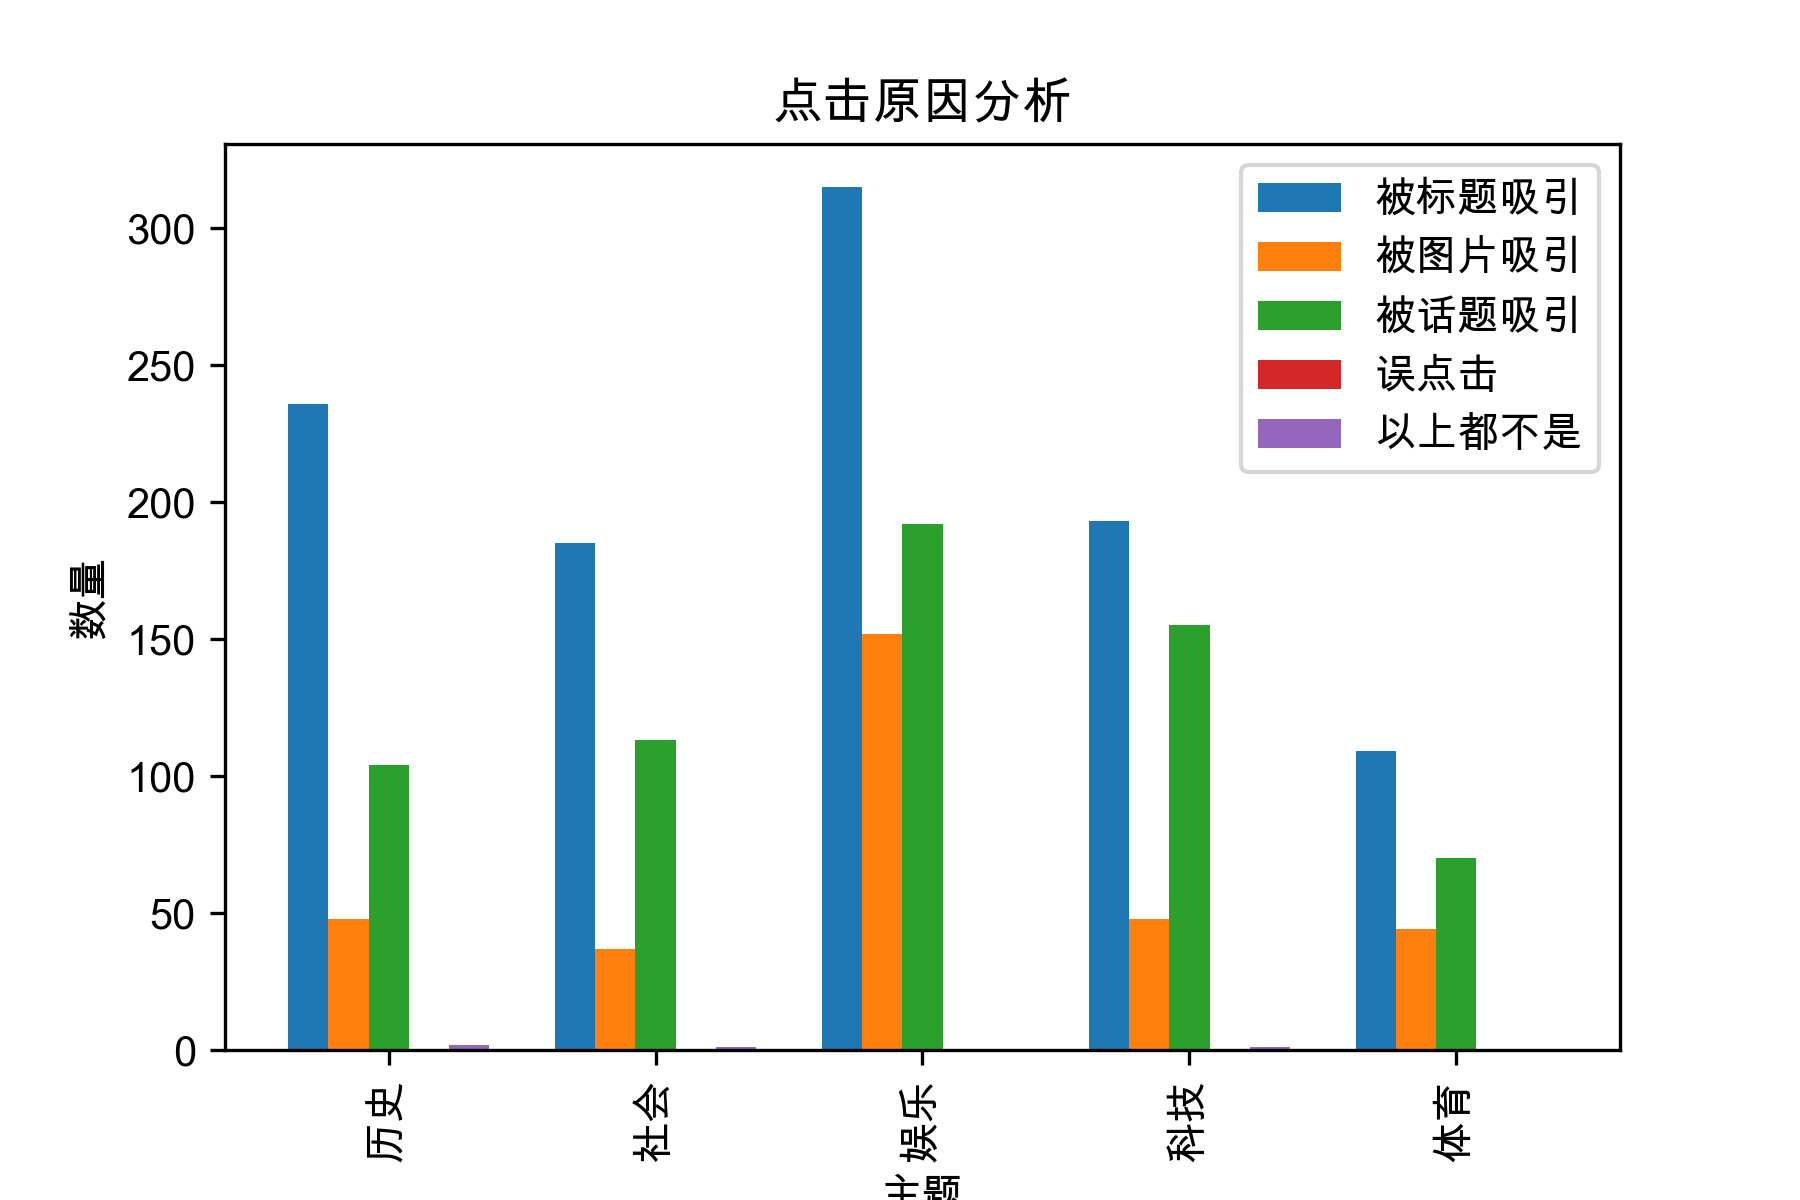 点击原因分析
被标题吸引
被图片吸引
被话题吸引
误点击
以上都不是
数量
300
250
200
150
100
50
0
历史
社会
娱乐
科技
体育
主题